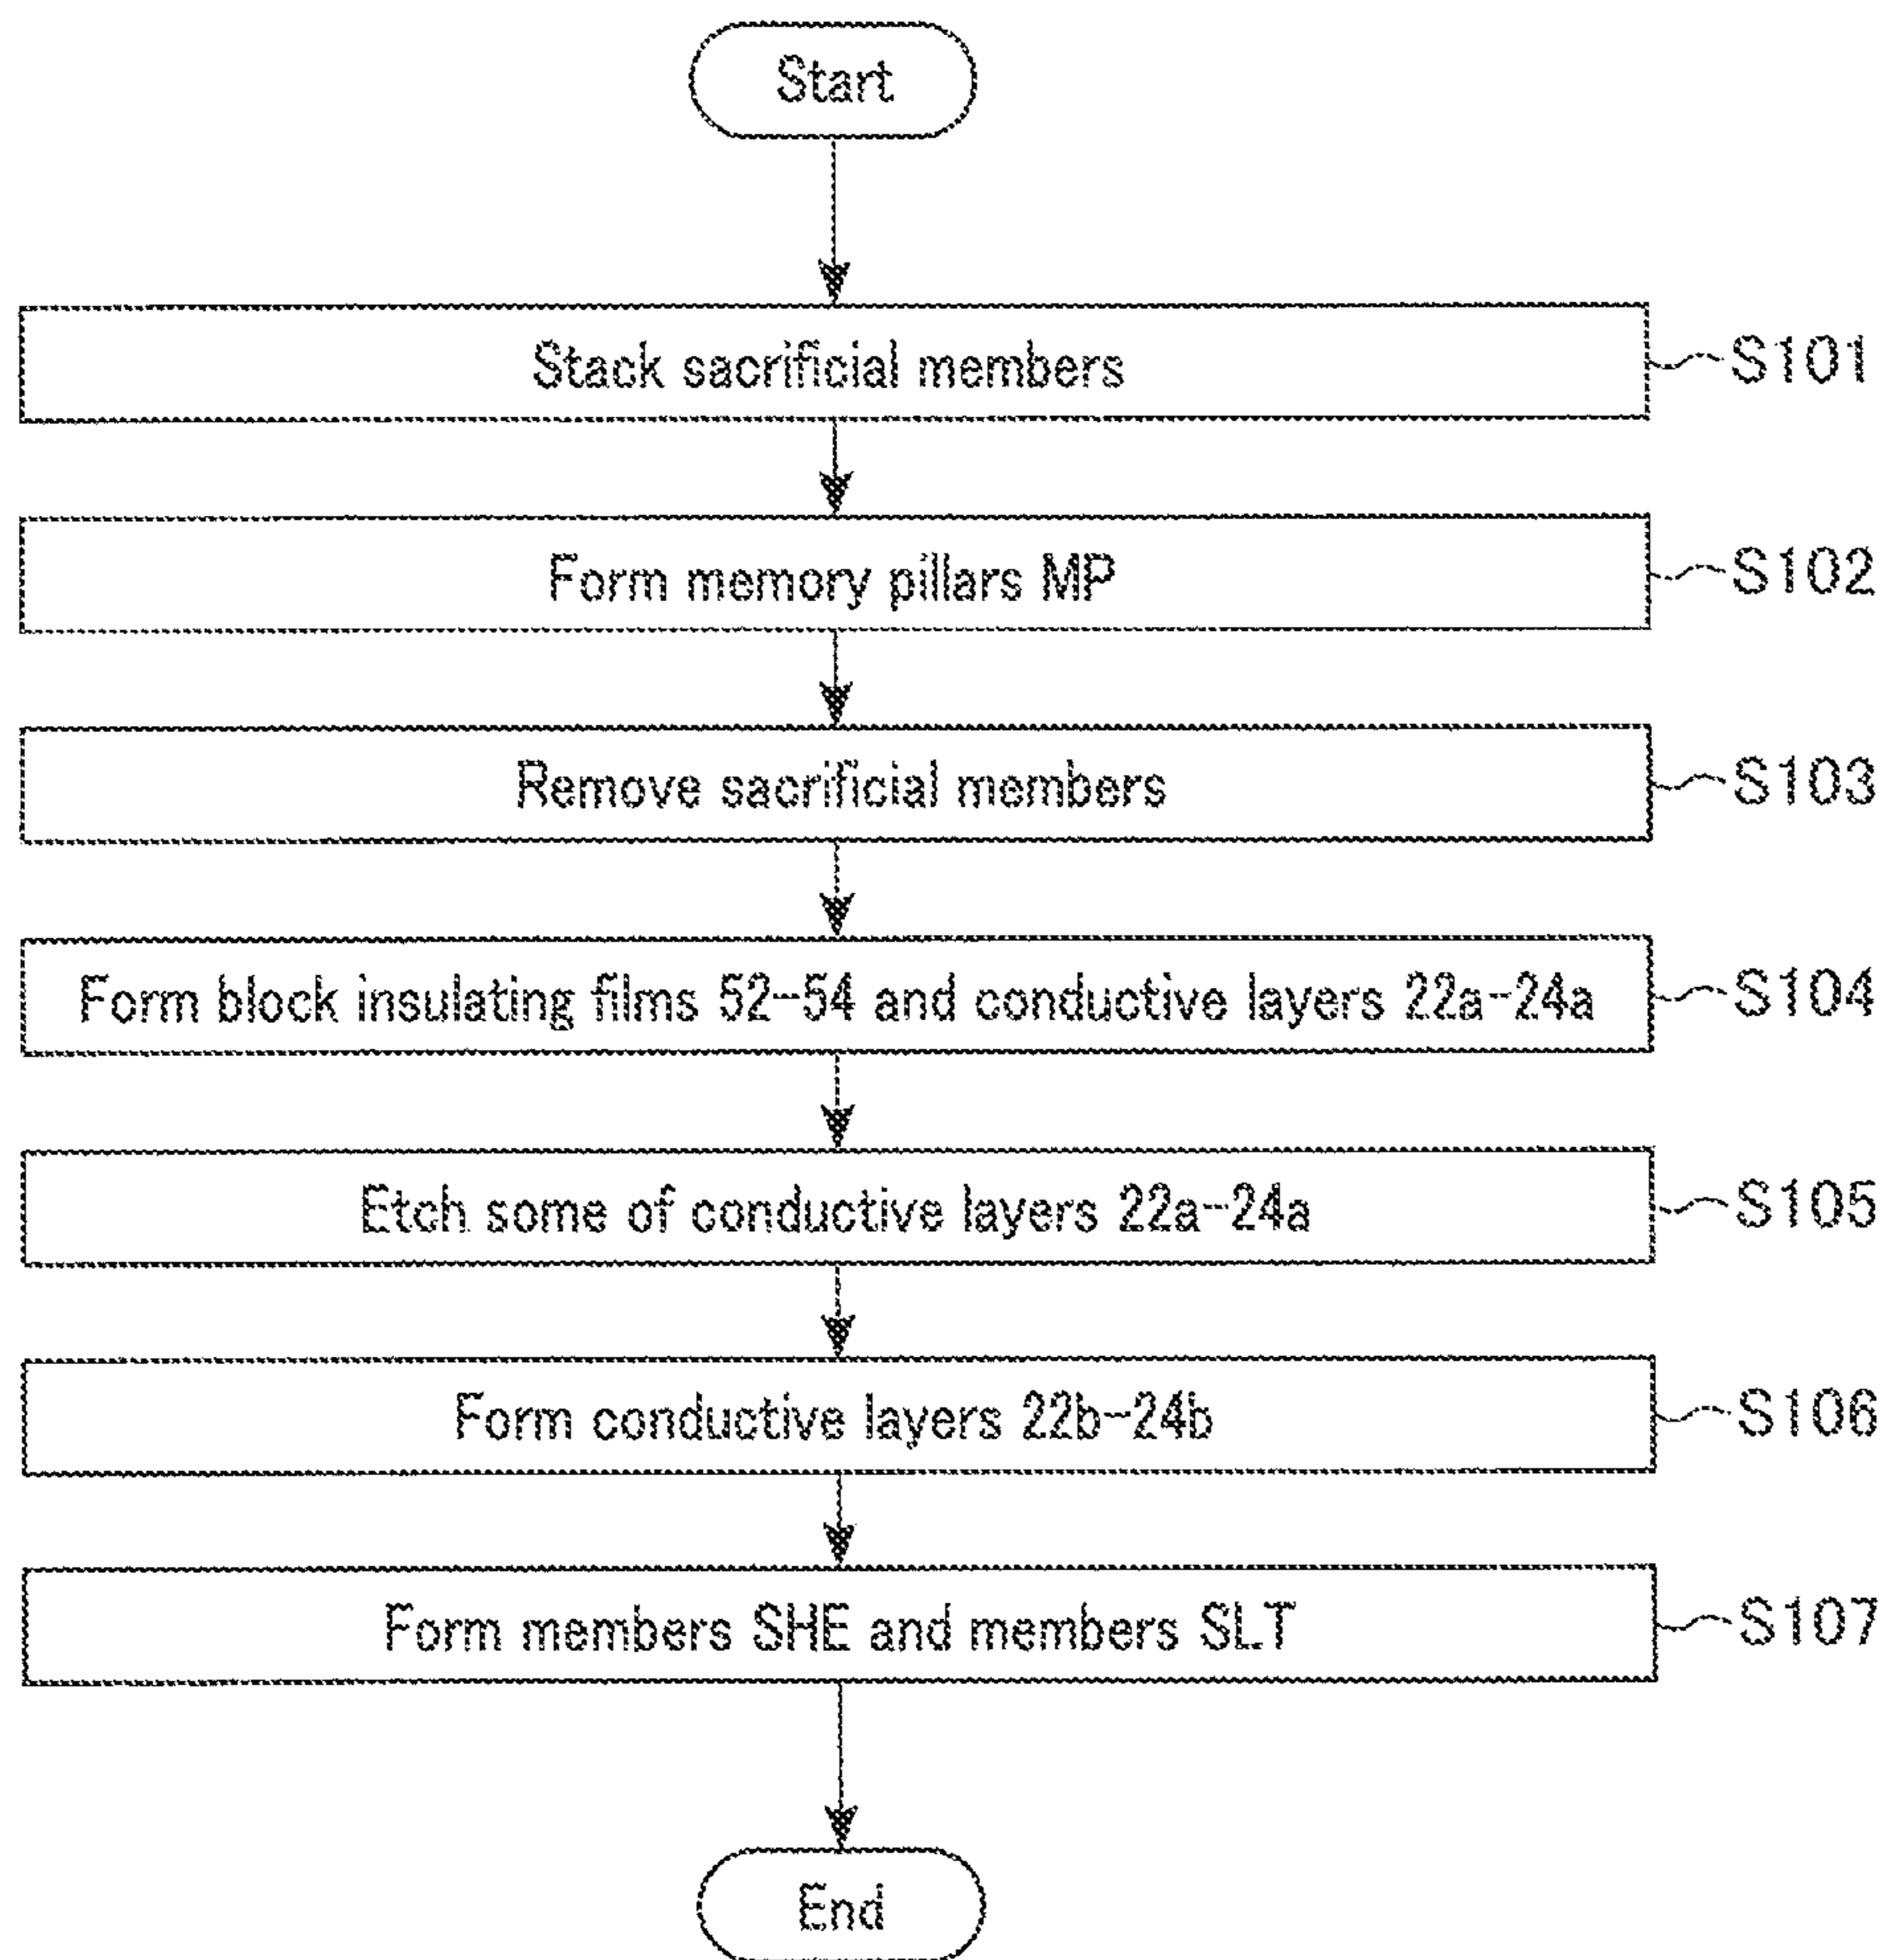 Start
Stack sacrificial members
S101
Form memory pillars MP
S102
Remove sacrificial members
S103
Form block insulating films 52-54 and conductive layers 22a-24a
S104
Etch some of conductive layers 22a-24a
S105
Form conductive layers 22b-24b
S106
Form members SHE and members SLT
S107
End